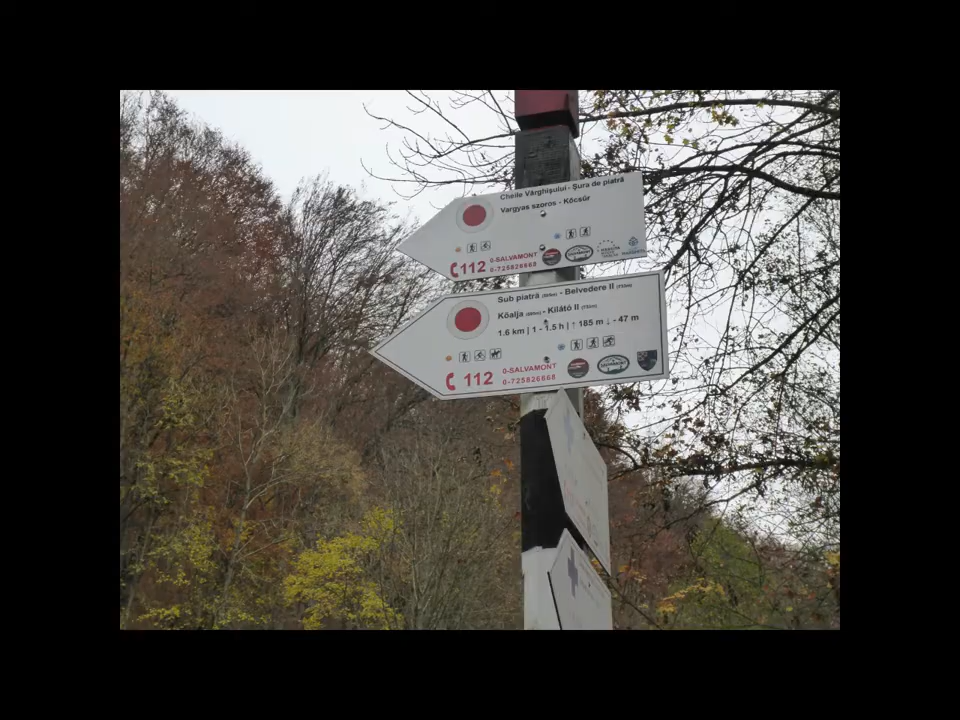 Cheile Vârghișului - Șura de piatră
Vargyas szoros - Kőcsűr
112
0-SALVAMONT
0-725826668
Sub piatră - Belvedere II
Kőalja - Kilátó II
1.6 km | 1 - 1.5 h | ↑ 185 m ↓ - 47 m
112
0-SALVAMONT
0-725826668